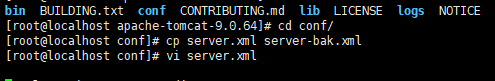 bin  BUILDING.txt  conf  CONTRIBUTING.md  lib  LICENSE  logs  NOTICE
[root@localhost apache-tomcat-9.0.64]# cd conf/
[root@localhost conf]# cp server.xml server-bak.xml
[root@localhost conf]# vi server.xml